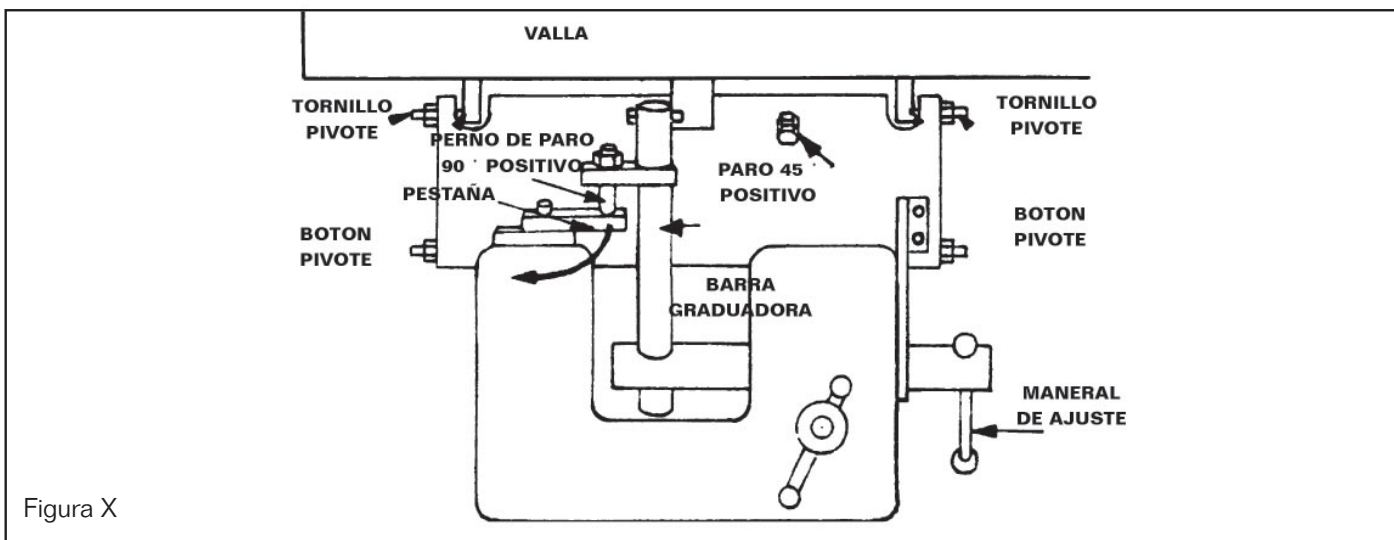 VALLA
TORNILLO
PIVOTE
TORNILLO
PIVOTE
PERNO DE PARO
90 ° POSITIVO
PESTAÑA
PARO 45
POSITIVO
BOTON
PIVOTE
BOTON
PIVOTE
BARRA
GRADUADORA
MANERAL
DE AJUSTE
Figura X